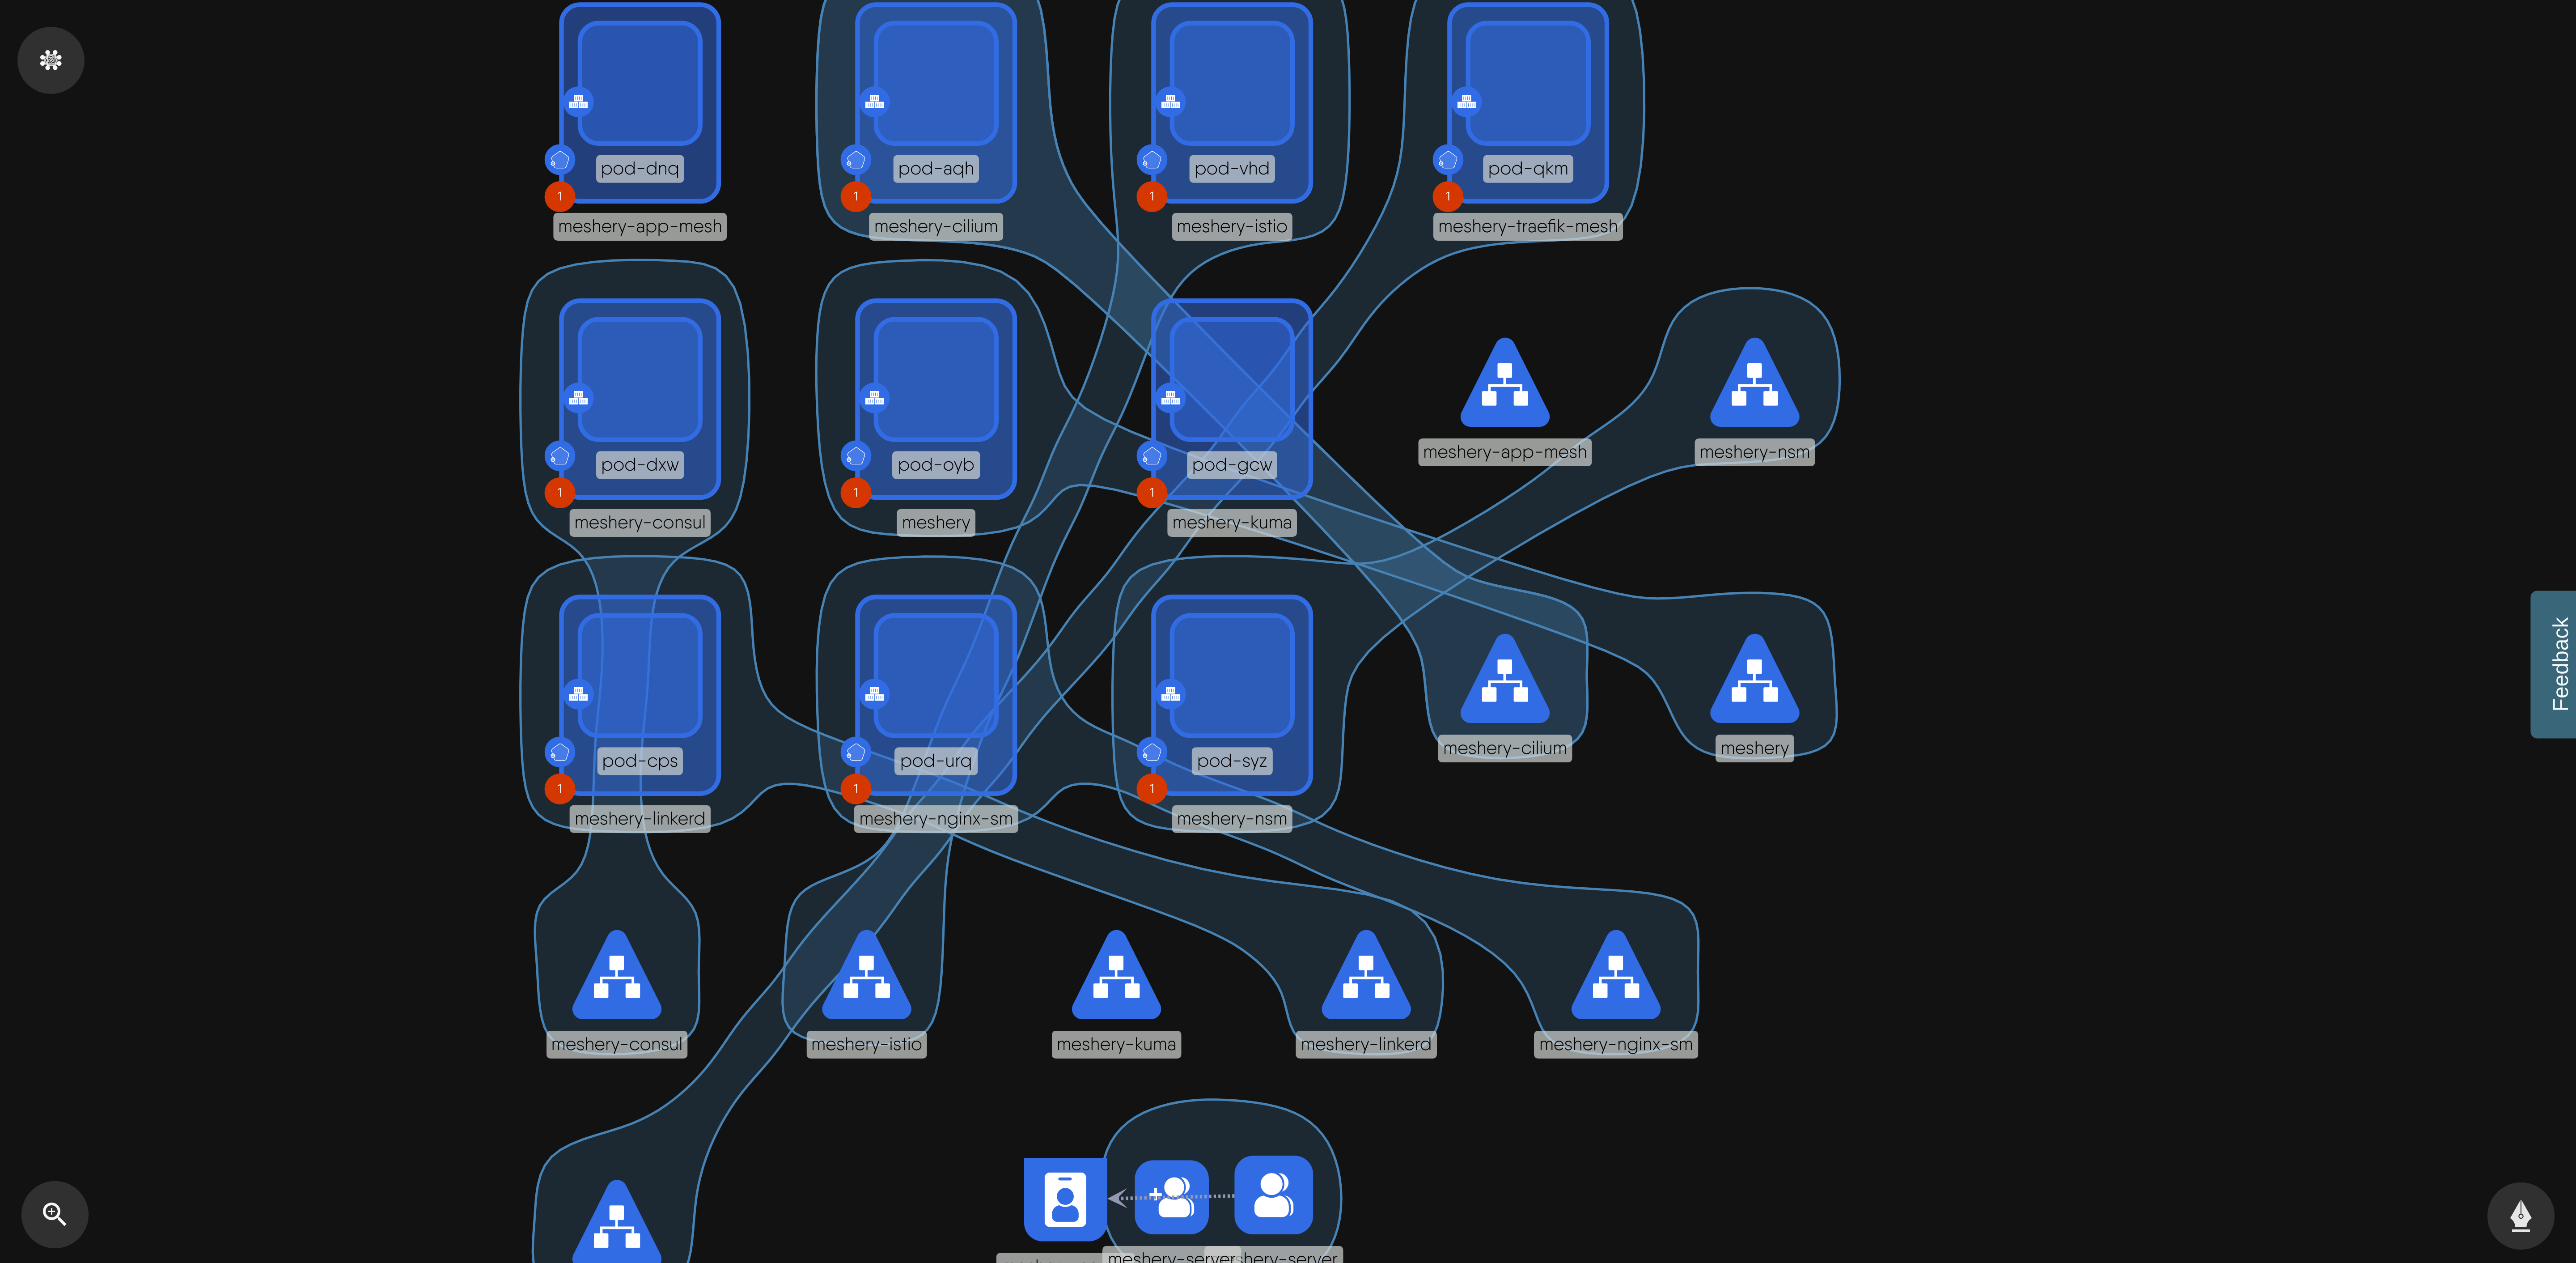 pod-dnq
pod-aqh
pod-vhd
pod-qkm
1
1
1
1
meshery-app-mesh
meshery-cilium
meshery-istio
meshery-traefik-mesh
meshery-app-mesh
meshery-nsm
pod-dxw
pod-oyb
pod-gcw
1
1
1
meshery-consul
meshery
meshery-kuma
Feedback
meshery-cilium
meshery
pod-cps
pod-urq
pod-syz
1
1
1
meshery-linkerd
meshery-nginx-sm
meshery-nsm
meshery-consul
meshery-istio
meshery-kuma
meshery-linkerd
meshery-nginx-sm
meshery-server